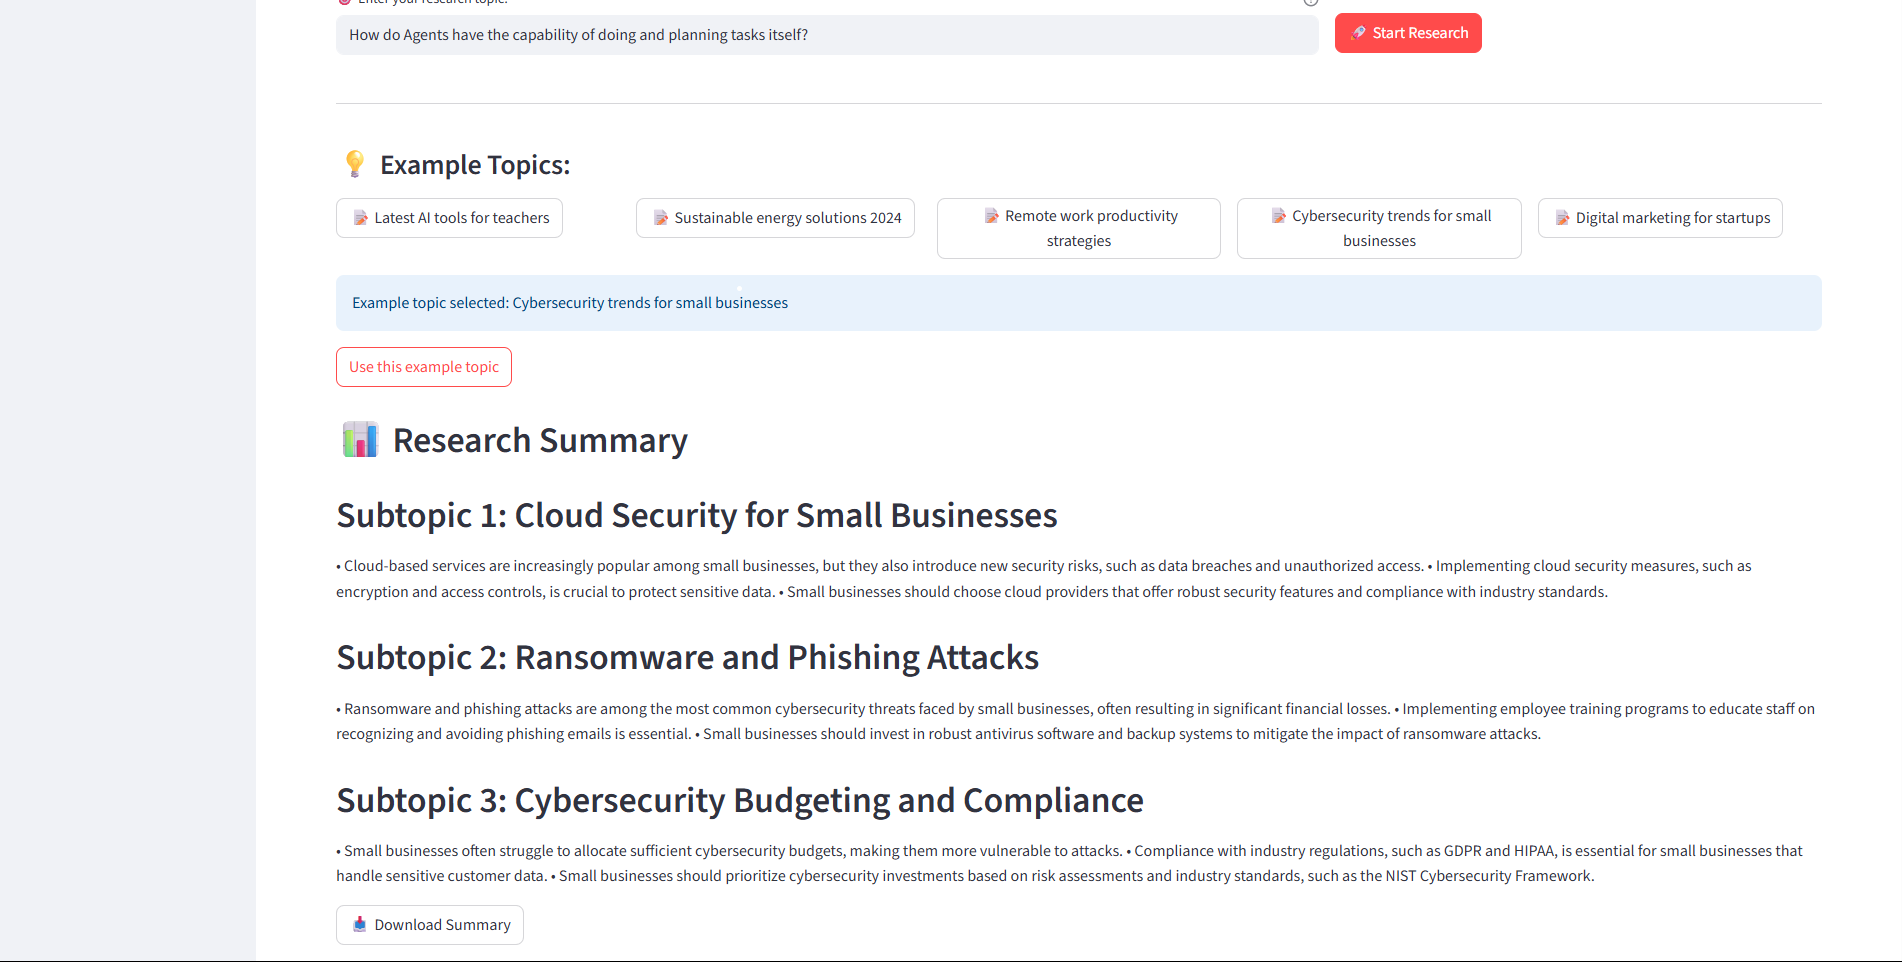 Enter your research topic:
How do Agents have the capability of doing and planning tasks itself?
Start Research
Example Topics:
Latest AI tools for teachers
Sustainable energy solutions 2024
Remote work productivity
strategies
Cybersecurity trends for small
businesses
Digital marketing for startups
Example topic selected: Cybersecurity trends for small businesses
Use this example topic
Research Summary
Subtopic 1: Cloud Security for Small Businesses
• Cloud-based services are increasingly popular among small businesses, but they also introduce new security risks, such as data breaches and unauthorized access. • Implementing cloud security measures, such as
encryption and access controls, is crucial to protect sensitive data. • Small businesses should choose cloud providers that offer robust security features and compliance with industry standards.
Subtopic 2: Ransomware and Phishing Attacks
• Ransomware and phishing attacks are among the most common cybersecurity threats faced by small businesses, often resulting in significant financial losses. • Implementing employee training programs to educate staff on
recognizing and avoiding phishing emails is essential. • Small businesses should invest in robust antivirus software and backup systems to mitigate the impact of ransomware attacks.
Subtopic 3: Cybersecurity Budgeting and Compliance
• Small businesses often struggle to allocate sufficient cybersecurity budgets, making them more vulnerable to attacks. • Compliance with industry regulations, such as GDPR and HIPAA, is essential for small businesses that
handle sensitive customer data. • Small businesses should prioritize cybersecurity investments based on risk assessments and industry standards, such as the NIST Cybersecurity Framework.
Download Summary